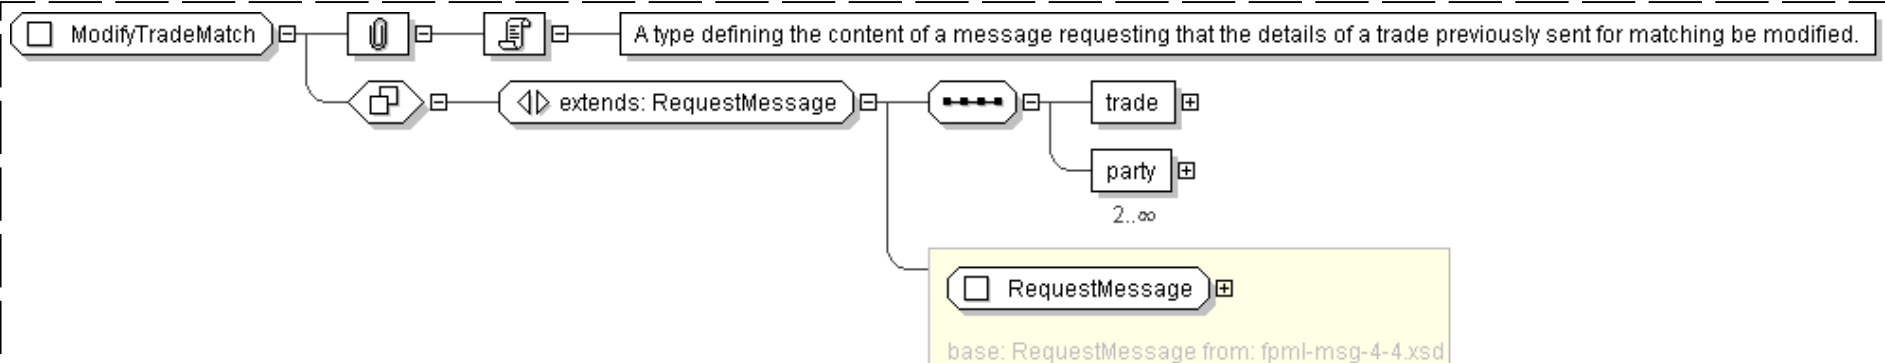 ModifyTradeMatch
A type defining the content of a message requesting that the details of a trade previously sent for matching be modified.
extends: RequestMessage
trade
party
2..∞
RequestMessage
base: RequestMessage from: fpml-msg-4-4.xsd